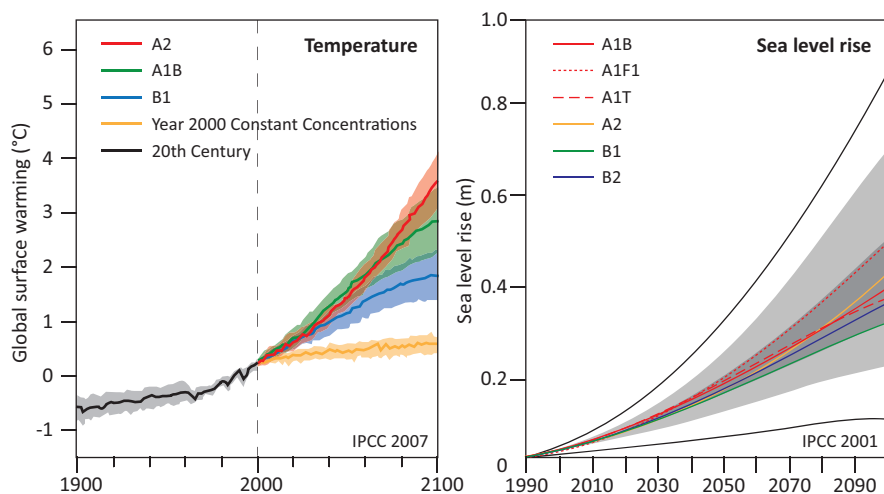 Temperature
A2
A1B
B1
Year 2000 Constant Concentrations
20th Century
Global surface warming (°C)
6
5
4
3
2
1
0
-1
IPCC 2007
1900
2000
2100
Sea level rise
A1B
A1F1
A1T
A2
B1
B2
Sea level rise (m)
1.0
0.8
0.6
0.4
0.2
0
IPCC 2001
1990
2010
2030
2050
2070
2090